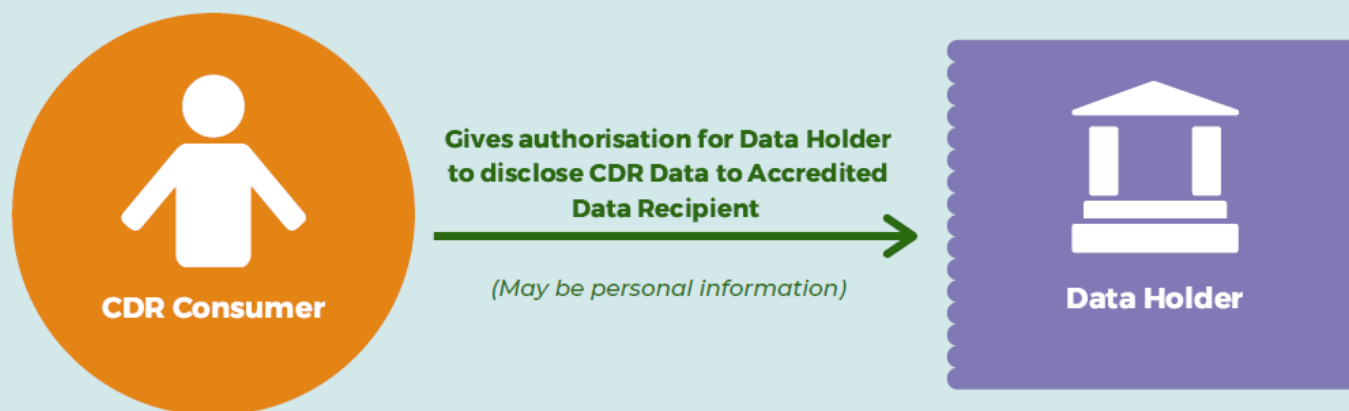 Gives authorisation for Data Holder
to disclose CDR Data to Accredited
Data Recipient
(May be personal information)
CDR Consumer
Data Holder